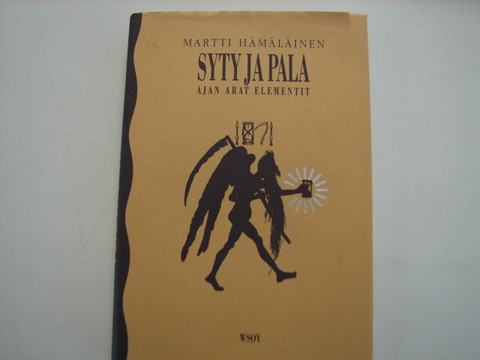 MARTTI HÄMÄLÄINEN
SYTY JA PALA
AJAN ARAT ELEMENTIT
WSOY